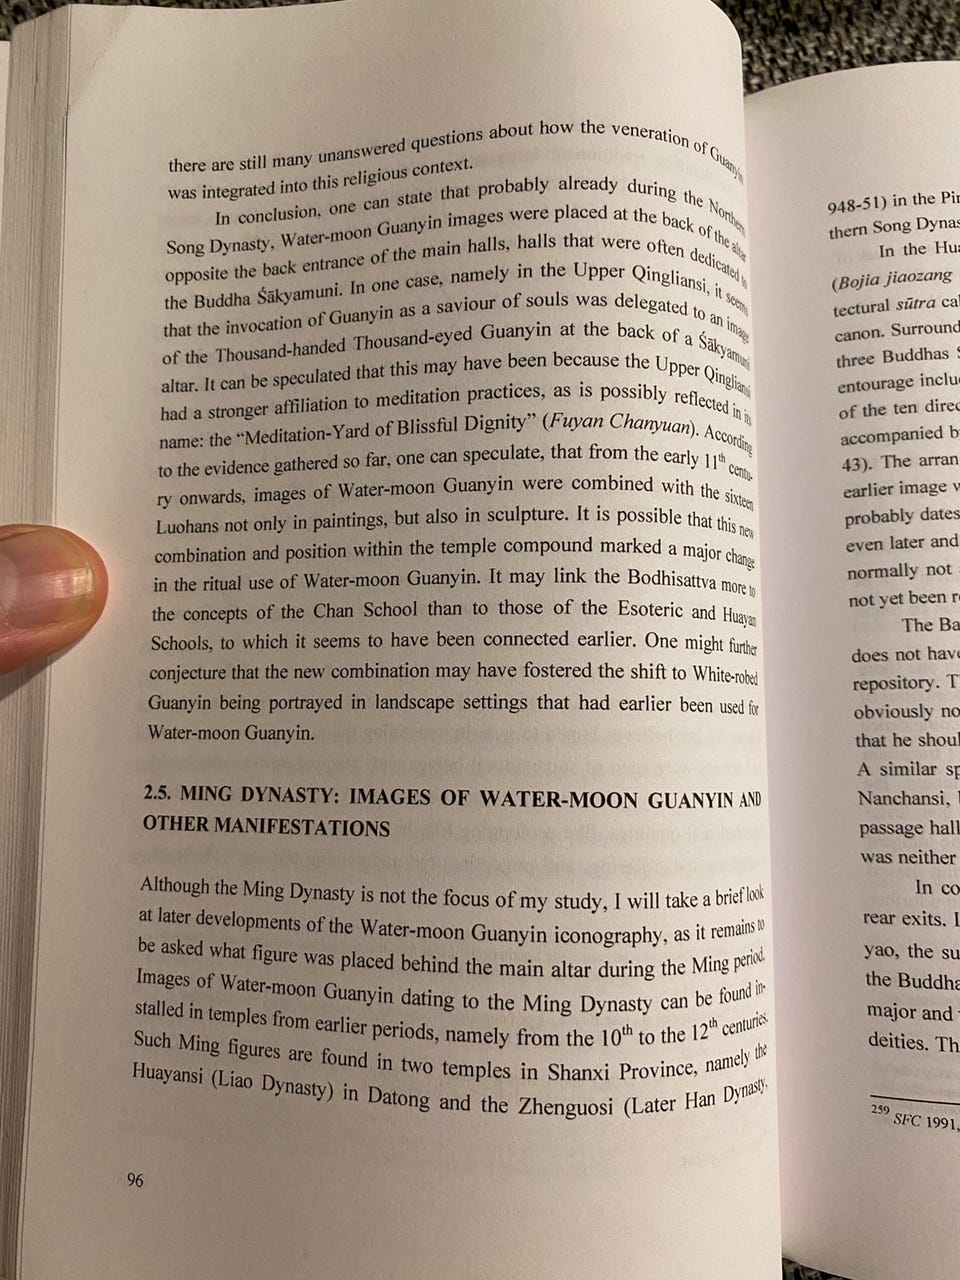 there are still many unanswered questions about how the veneration of Guanyin
was integrated into this religious context.
In conclusion, one can state that probably already during the Northern
Song Dynasty, Water-moon Guanyin images were placed at the back of the altar
opposite the back entrance of the main halls, halls that were often dedicated to
the Buddha Śākyamuni. In one case, namely in the Upper Qingliansi, it seems
that the invocation of Guanyin as a saviour of souls was delegated to an image
of the Thousand-handed Thousand-eyed Guanyin at the back of a Śākyamuni
altar. It can be speculated that this may have been because the Upper Qingliansi
had a stronger affiliation to meditation practices, as is possibly reflected in its
name: the “Meditation-Yard of Blissful Dignity” (Fuyan Chanyuan). According
to the evidence gathered so far, one can speculate, that from the early 11th centu-
ry onwards, images of Water-moon Guanyin were combined with the sixteen
Luohans not only in paintings, but also in sculpture. It is possible that this new
combination and position within the temple compound marked a major change
in the ritual use of Water-moon Guanyin. It may link the Bodhisattva more to
the concepts of the Chan School than to those of the Esoteric and Huayan
Schools, to which it seems to have been connected earlier. One might further
conjecture that the new combination may have fostered the shift to White-robed
Guanyin being portrayed in landscape settings that had earlier been used for
Water-moon Guanyin.
2.5. MING DYNASTY: IMAGES OF WATER-MOON GUANYIN AND
OTHER MANIFESTATIONS
Although the Ming Dynasty is not the focus of my study, I will take a brief look
at later developments of the Water-moon Guanyin iconography, as it remains to
be asked what figure was placed behind the main altar during the Ming period.
Images of Water-moon Guanyin dating to the Ming Dynasty can be found in-
stalled in temples from earlier periods, namely from the 10th to the 12th centuries.
Such Ming figures are found in two temples in Shanxi Province, namely the
Huayansi (Liao Dynasty) in Datong and the Zhenguosi (Later Han Dynasty,
96
948-51) in the
thern Song
In the
(Bojia jiaozang
tectural sūtra
canon.
three Buddhas
entourage
of the ten
accompanied
43). The
earlier image
probably dates
even later and
normally not
not yet been
The
does not have
repository.
obviously
that he
A similar
Nanchansi,
passage
was neither
In
rear exits.
yao, the
the
major and
deities.
259 SFC 1991,